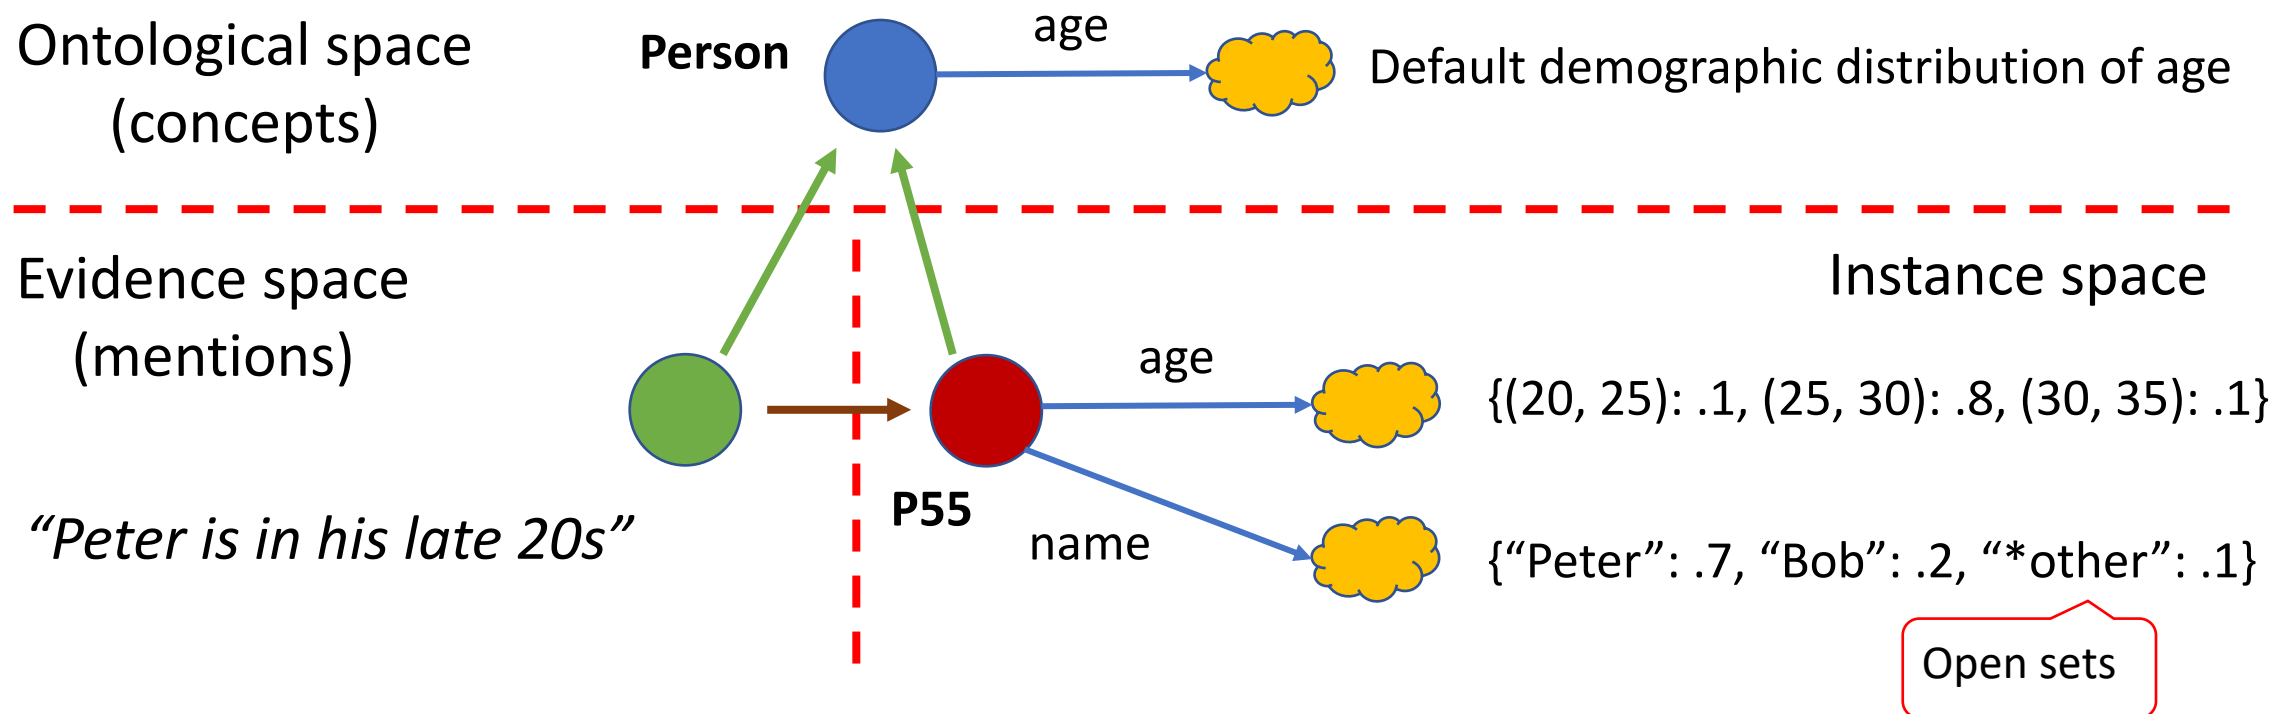 Ontological space
(concepts)
Person
age
Default demographic distribution of age
Evidence space
(mentions)
Instance space
age
{(20, 25): .1, (25, 30): .8, (30, 35): .1}
P55
“Peter is in his late 20s”
name
{“Peter”: .7, “Bob”: .2, “*other”: .1}
Open sets